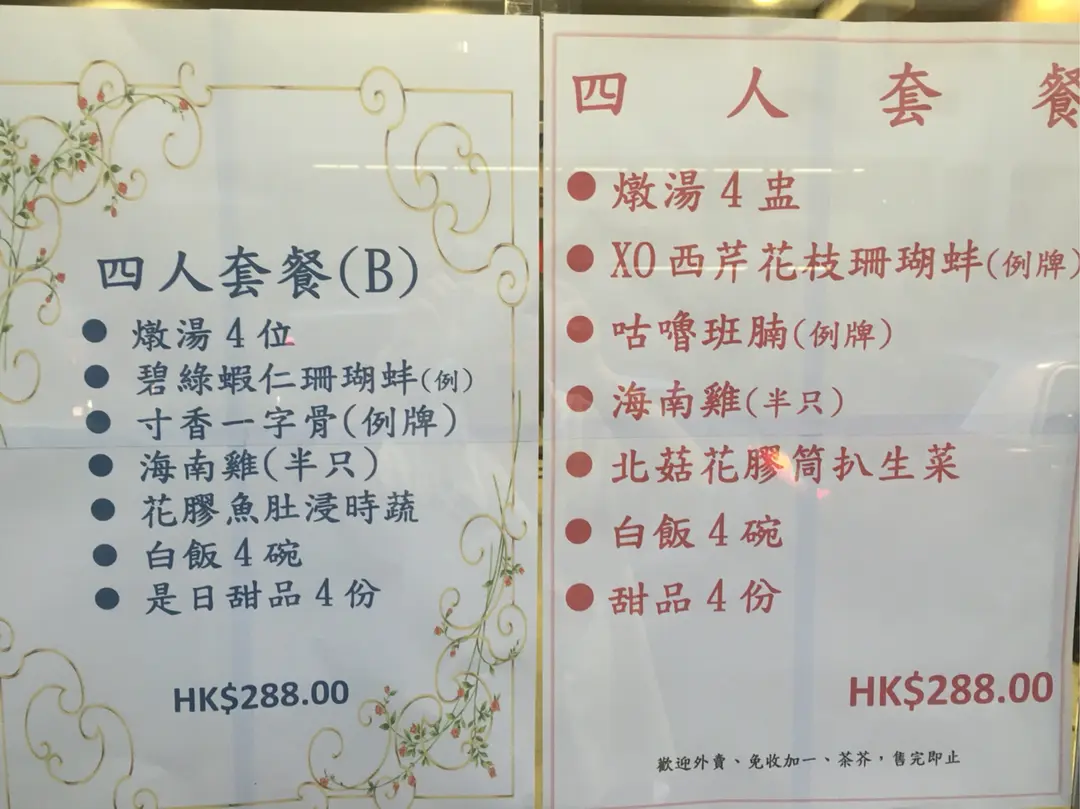 四人套餐(B)
● 燉湯4位
● 碧綠蝦仁珊瑚蚌(例)
● 寸香一字骨(例牌)
● 海南雞(半只)
● 花膠魚肚浸時蔬
● 白飯4碗
● 是日甜品4份
HK$288.00
四人套餐
● 燉湯4盅
● XO西芹花枝珊瑚蚌(例牌)
● 咕嚕班腩(例牌)
● 海南雞(半只)
● 北菇花膠筒扒生菜
● 白飯4碗
● 甜品4份
HK$288.00
歡迎外賣、免收加一、茶芥，售完即止